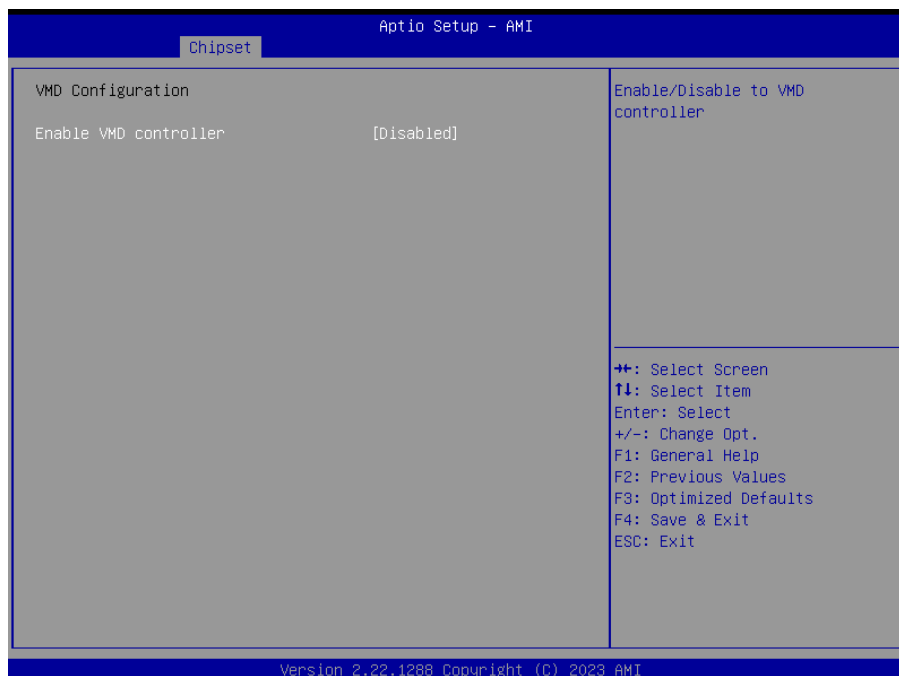 Aptio Setup – AMI
Chipset
VMD Configuration
Enable VMD controller [Disabled]
Enable/Disable to VMD
controller
→←: Select Screen
↑↓: Select Item
Enter: Select
+/-: Change Opt.
F1: General Help
F2: Previous Values
F3: Optimized Defaults
F4: Save & Exit
ESC: Exit
Version 2.22.1288 Copyright (C) 2023 AMI